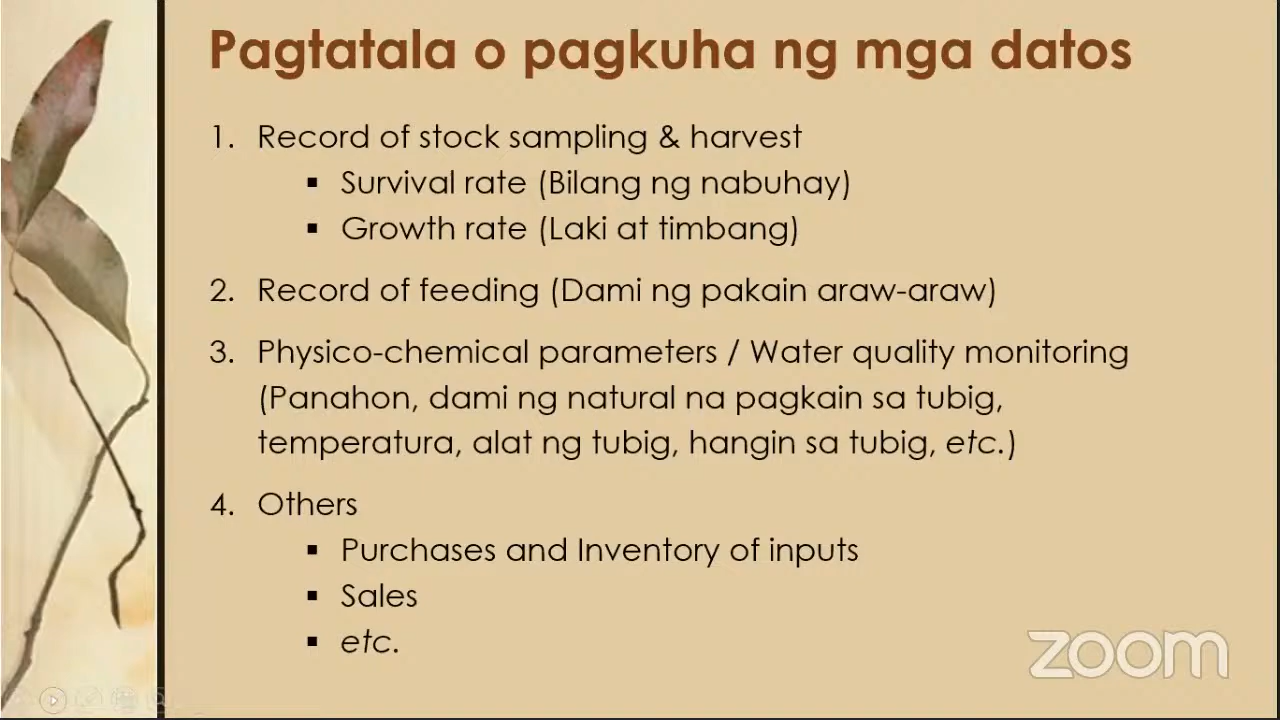 Pagtatala o pagkuha ng mga datos
1. Record of stock sampling & harvest
▪ Survival rate (Bilang ng nabuhay)
▪ Growth rate (Laki at timbang)
2. Record of feeding (Dami ng pakain araw-araw)
3. Physico-chemical parameters / Water quality monitoring
(Panahon, dami ng natural na pagkain sa tubig,
temperatura, alat ng tubig, hangin sa tubig, etc.)
4. Others
▪ Purchases and Inventory of inputs
▪ Sales
▪ etc.
zoom